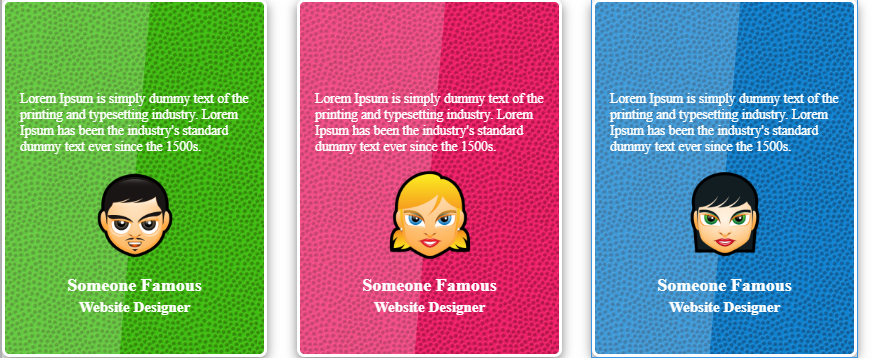 Lorem Ipsum is simply dummy text of the
printing and typesetting industry. Lorem
Ipsum has been the industry's standard
dummy text ever since the 1500s.
Someone Famous
Website Designer
Lorem Ipsum is simply dummy text of the
printing and typesetting industry. Lorem
Ipsum has been the industry's standard
dummy text ever since the 1500s.
Someone Famous
Website Designer
Lorem Ipsum is simply dummy text of the
printing and typesetting industry. Lorem
Ipsum has been the industry's standard
dummy text ever since the 1500s.
Someone Famous
Website Designer